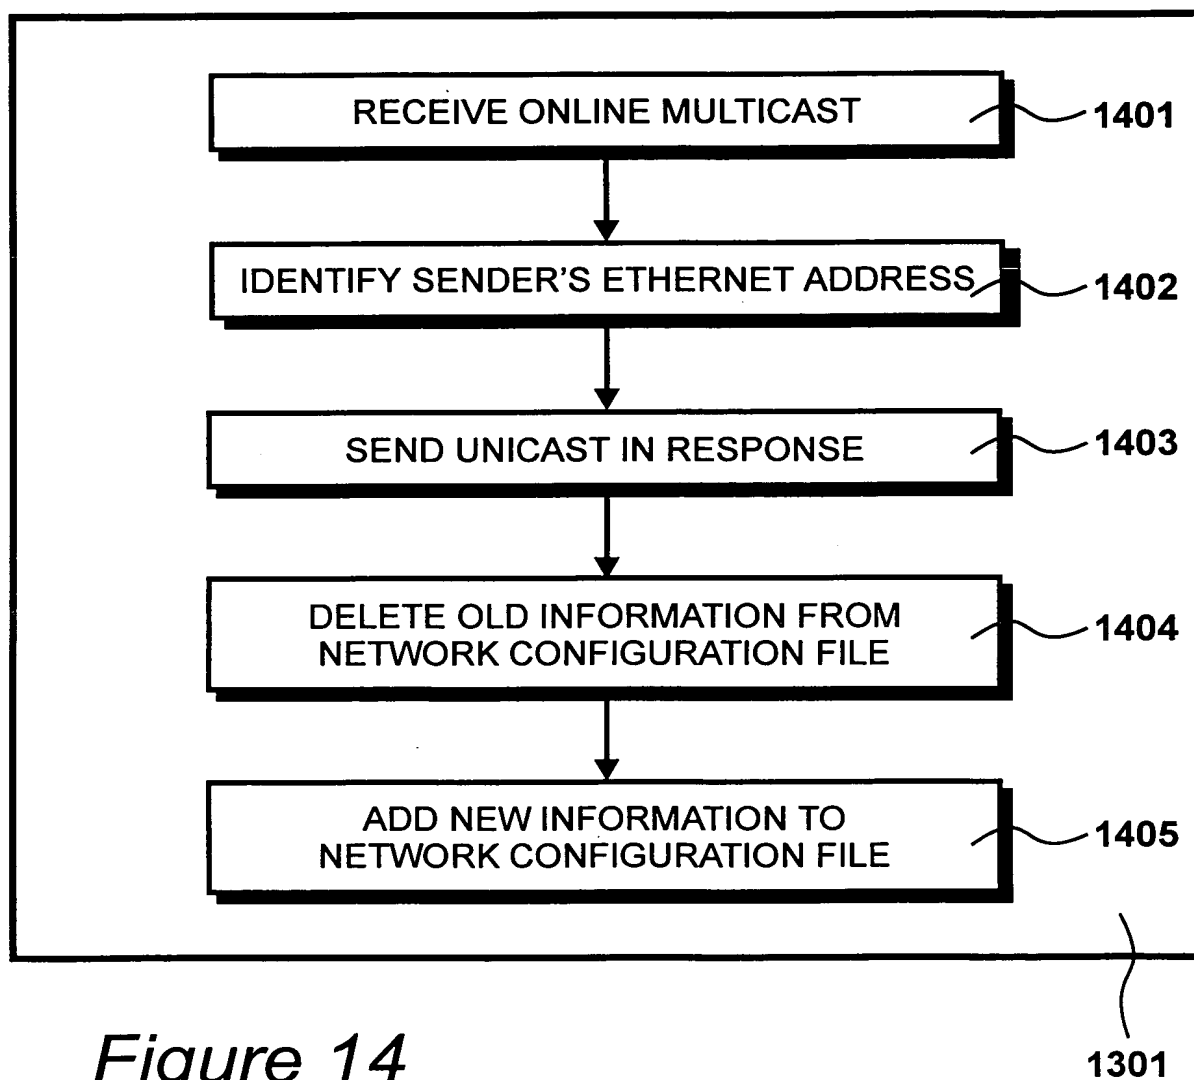 RECEIVE ONLINE MULTICAST
1401
IDENTIFY SENDER'S ETHERNET ADDRESS
1402
SEND UNICAST IN RESPONSE
1403
DELETE OLD INFORMATION FROM
NETWORK CONFIGURATION FILE
1404
ADD NEW INFORMATION TO
NETWORK CONFIGURATION FILE
1405
1301
Figure 14